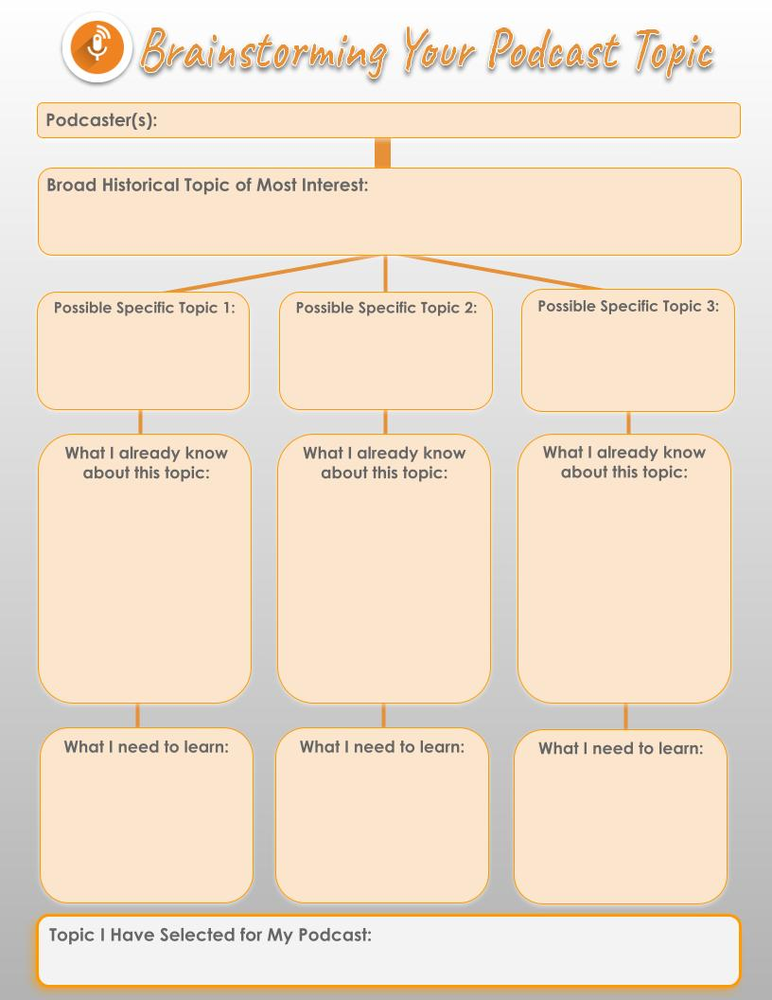 Brainstorming Your Podcast Topic
Podcaster(s):
Broad Historical Topic of Most Interest:
Possible Specific Topic 1:
Possible Specific Topic 2:
Possible Specific Topic 3:
What I already know
about this topic:
What I already know
about this topic:
What I already know
about this topic:
What I need to learn:
What I need to learn:
What I need to learn:
Topic I Have Selected for My Podcast: